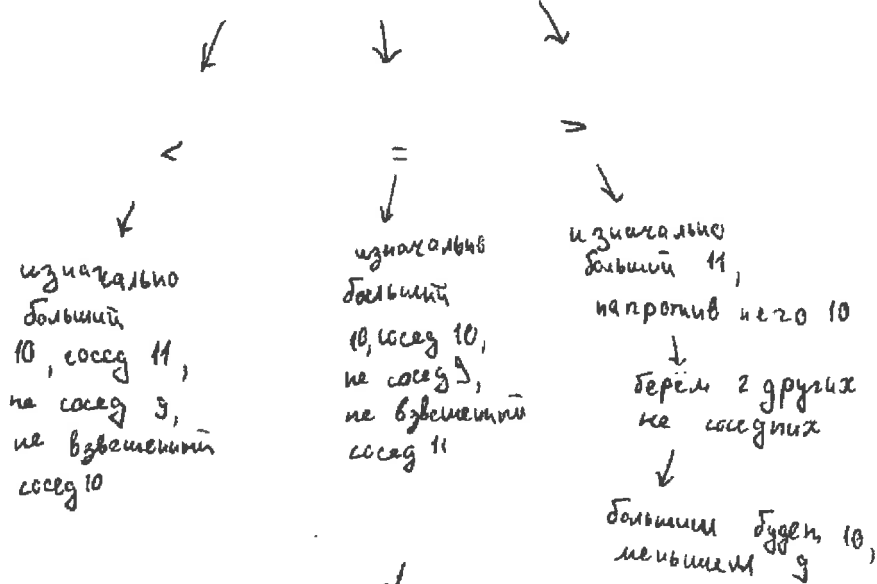 <
=
>
изначально
больший
10, сосед 11,
не сосед 9,
не взвешенный
сосед 10
изначально
больший
10, сосед 10,
не сосед 9,
не взвешенный
сосед 11
изначально
больший 11,
напротив него 10
берём 2 других
не соседних
большим будет 10,
меньшем 9